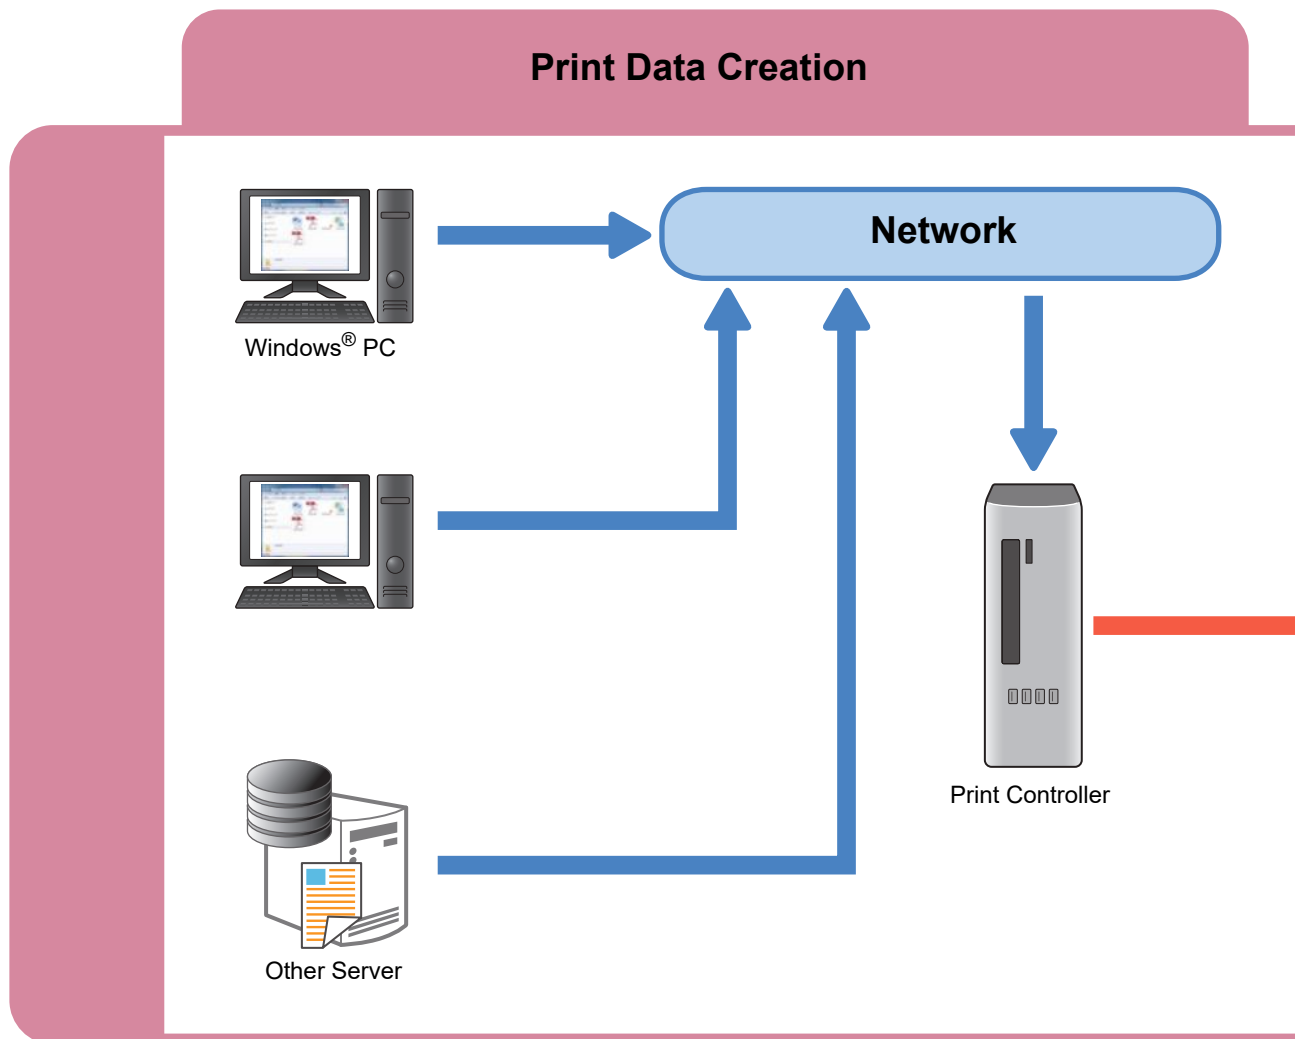 Print Data Creation
Network
Windows® PC
Print Controller
Other Server